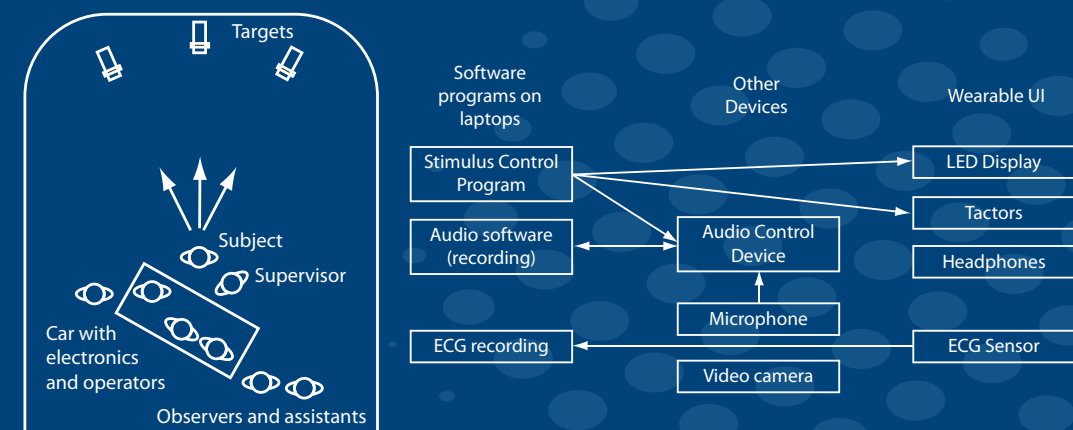 Targets
Subject
Supervisor
Car with
electronics
and operators
Observers and assistants
Software
programs on
laptops
Other
Devices
Wearable UI
Stimulus Control
Program
LED Display
Tactors
Audio software
(recording)
Audio Control
Device
Headphones
Microphone
ECG recording
ECG Sensor
Video camera